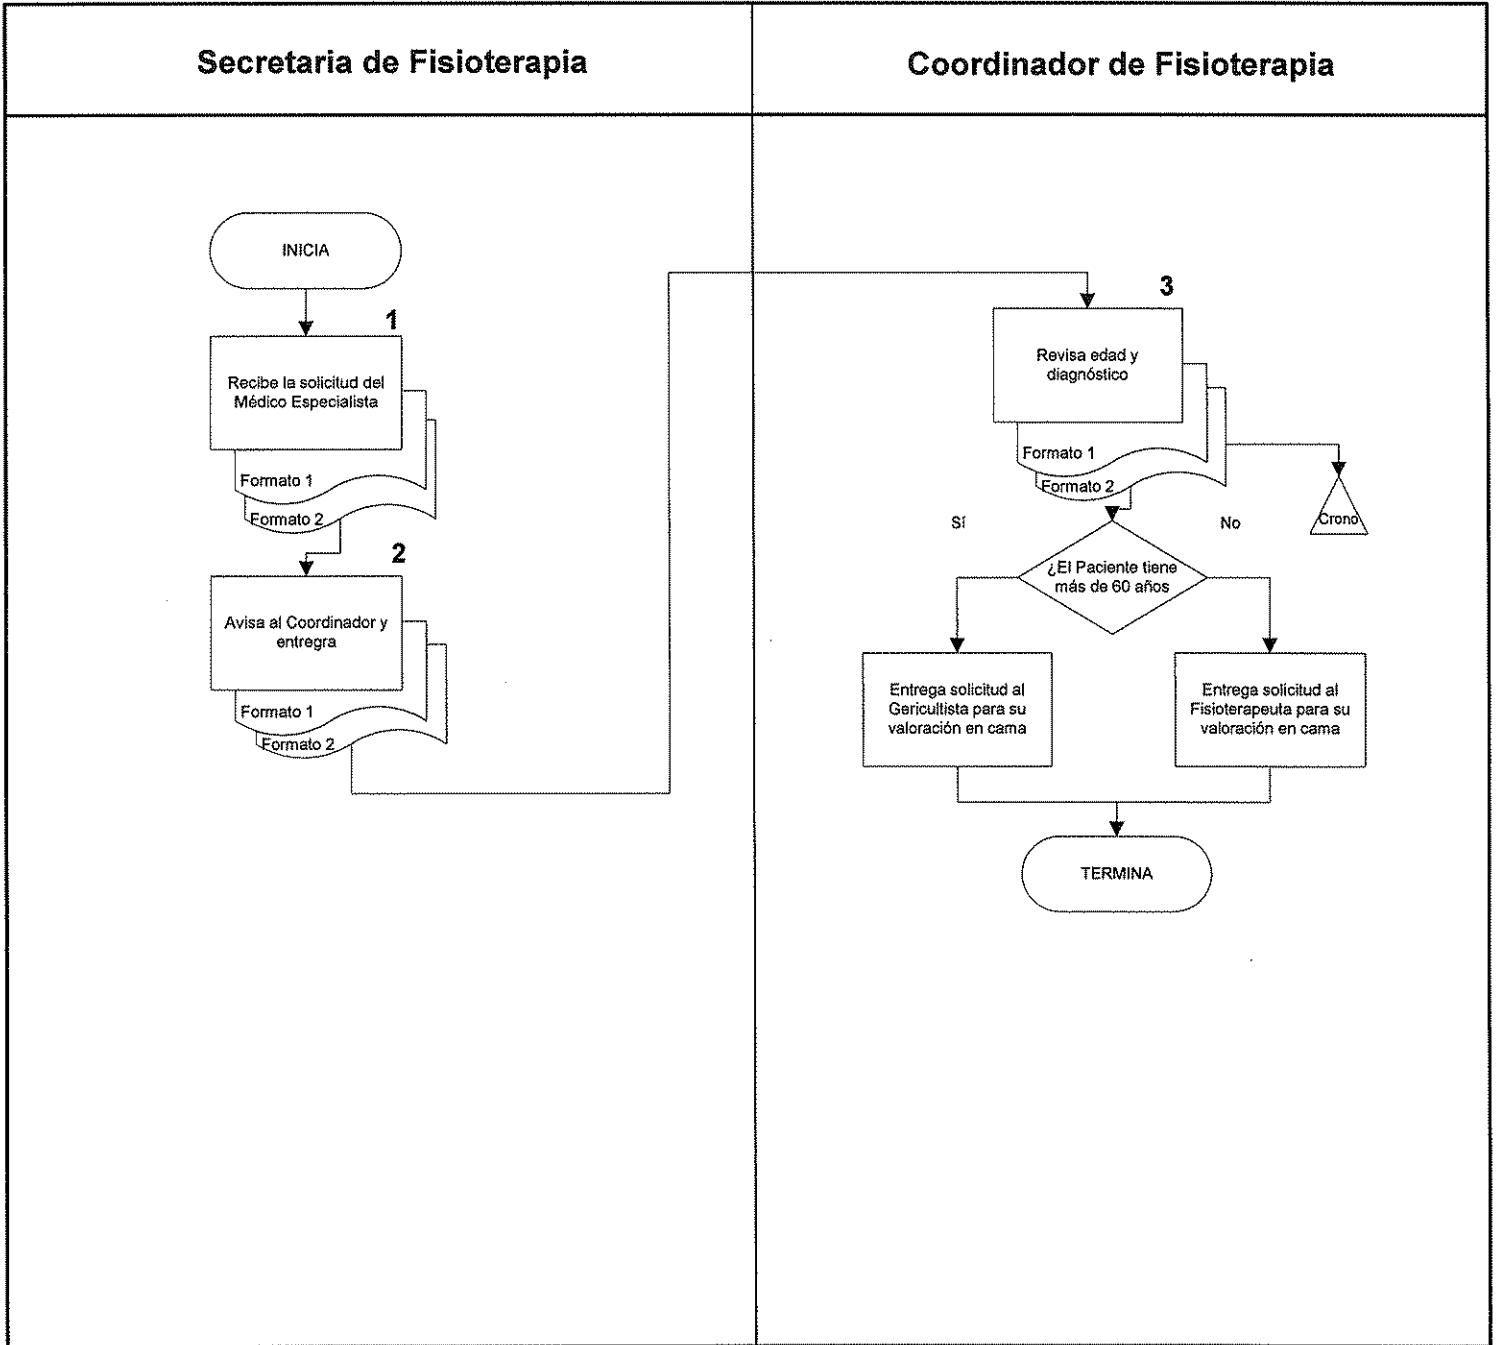 Secretaria de Fisioterapia
Coordinador de Fisioterapia
INICIA
1
Recibe la solicitud del
Médico Especialista
Formato 1
Formato 2
2
Avisa al Coordinador y
entregra
Formato 1
Formato 2
3
Revisa edad y
diagnóstico
Formato 1
Formato 2
Crono
Sí
No
¿El Paciente tiene
más de 60 años
Entrega solicitud al
Gericultista para su
valoración en cama
Entrega solicitud al
Fisioterapeuta para su
valoración en cama
TERMINA